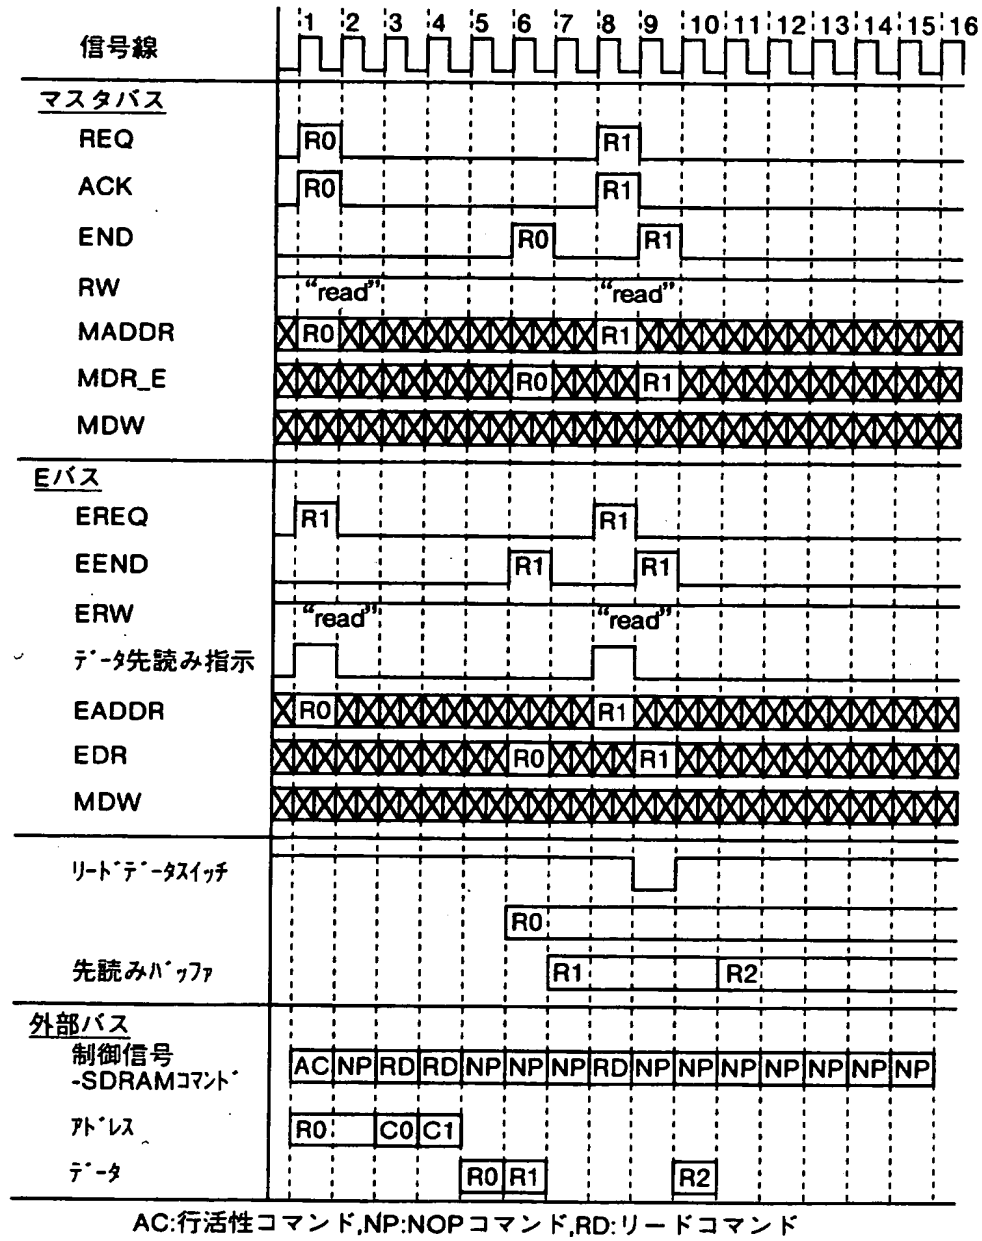 信号線 1 2 3 4 5 6 7 8 9 10 11 12 13 14 15 16
マスタバス
REQ R0 R1
ACK R0 R1
END R0 R1
RW “read” “read”
MADDR R0 R1
MDR_E R0 R1
MDW
Eバス
EREQ R1 R1
EEND R1 R1
ERW “read” “read”
データ先読み指示
EADDR R0 R1
EDR R0 R1
MDW
リードデータスイッチ
R0
先読みバッファ R1 R2
外部バス
制御信号
-SDRAMコマンド AC NP RD RD NP NP NP RD NP NP NP NP NP NP NP
アドレス R0 C0 C1
データ R0 R1 R2
AC:行活性コマンド,NP:NOPコマンド,RD:リードコマンド